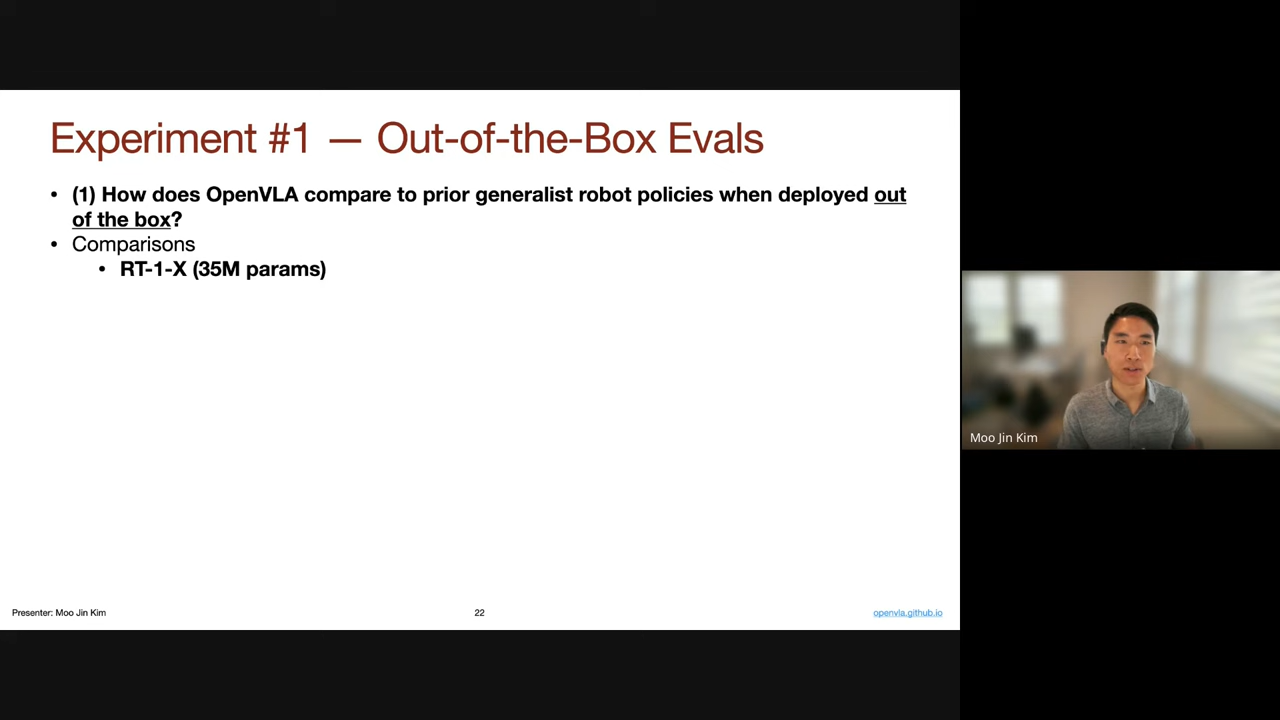 Experiment #1 — Out-of-the-Box Evals
• (1) How does OpenVLA compare to prior generalist robot policies when deployed out
of the box?
• Comparisons
• RT-1-X (35M params)
Moo Jin Kim
Presenter: Moo Jin Kim
22
openvla.github.io